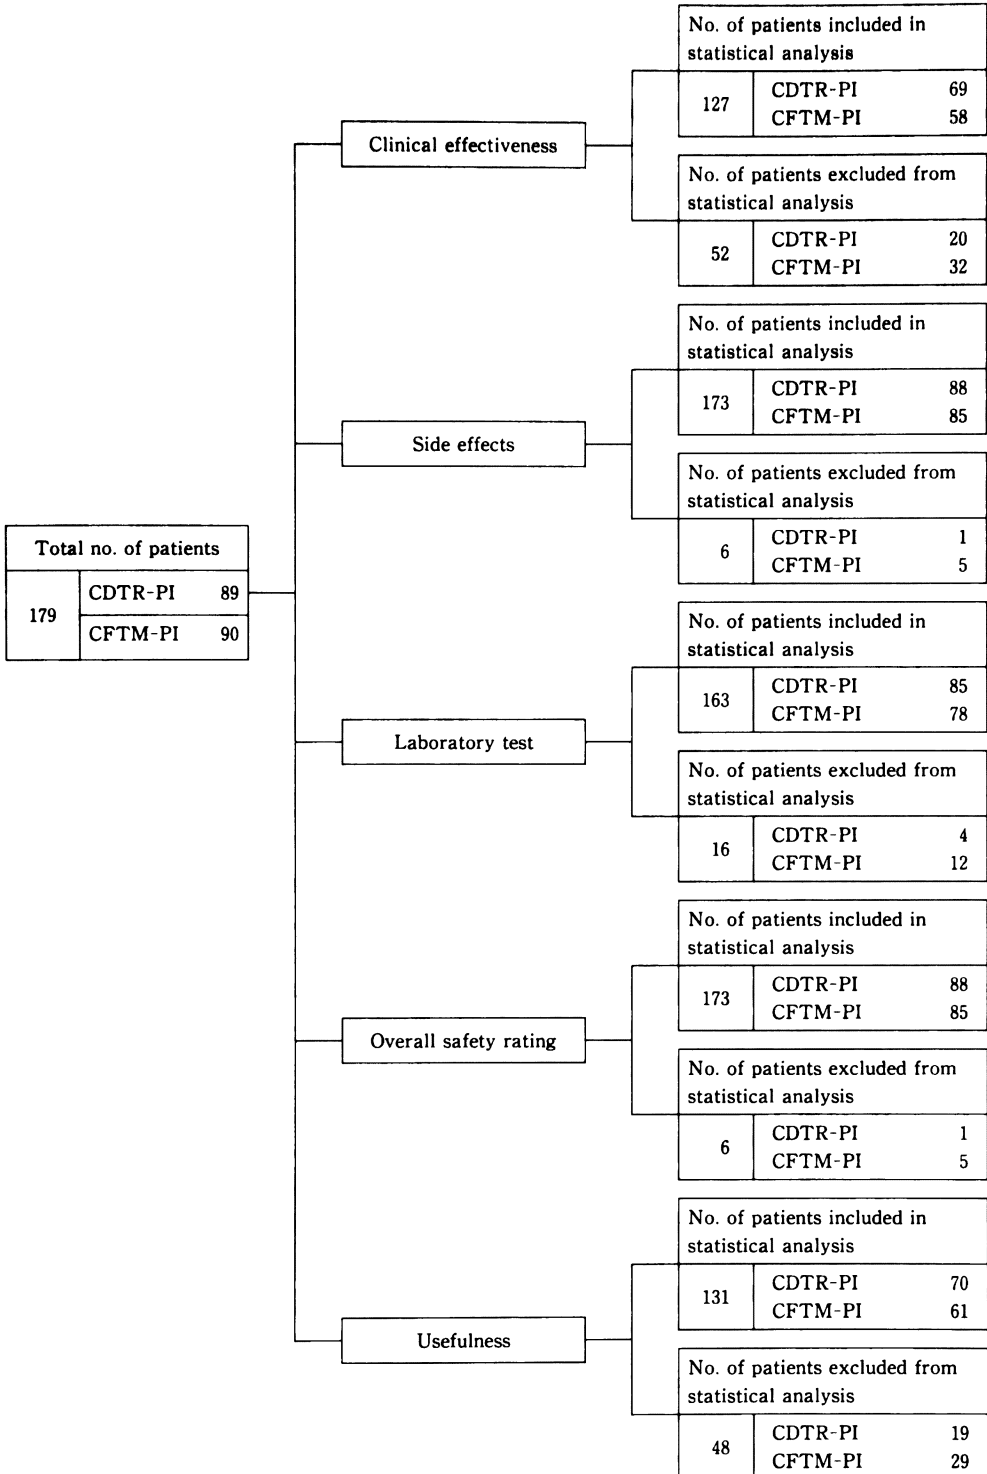 Total no. of patients
179
CDTR-PI 89
CFTM-PI 90
Clinical effectiveness
No. of patients included in
statistical analysis
127
CDTR-PI 69
CFTM-PI 58
No. of patients excluded from
statistical analysis
52
CDTR-PI 20
CFTM-PI 32
Side effects
No. of patients included in
statistical analysis
173
CDTR-PI 88
CFTM-PI 85
No. of patients excluded from
statistical analysis
6
CDTR-PI 1
CFTM-PI 5
Laboratory test
No. of patients included in
statistical analysis
163
CDTR-PI 85
CFTM-PI 78
No. of patients excluded from
statistical analysis
16
CDTR-PI 4
CFTM-PI 12
Overall safety rating
No. of patients included in
statistical analysis
173
CDTR-PI 88
CFTM-PI 85
No. of patients excluded from
statistical analysis
6
CDTR-PI 1
CFTM-PI 5
Usefulness
No. of patients included in
statistical analysis
131
CDTR-PI 70
CFTM-PI 61
No. of patients excluded from
statistical analysis
48
CDTR-PI 19
CFTM-PI 29